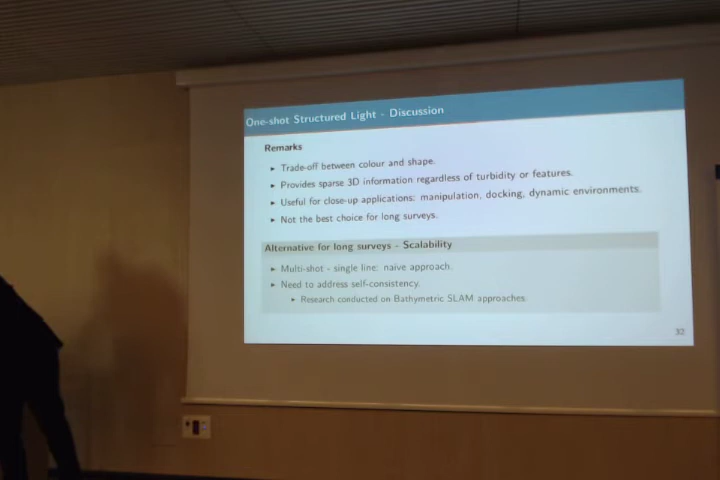 One-shot Structured Light - Discussion
Remarks
► Trade-off between colour and shape.
► Provides sparse 3D information regardless of turbidity or features.
► Useful for close-up applications: manipulation, docking, dynamic environments.
► Not the best choice for long surveys.
Alternative for long surveys - Scalability
► Multi-shot - single line: naive approach.
► Need to address self-consistency.
► Research conducted on Bathymetric SLAM approaches
32